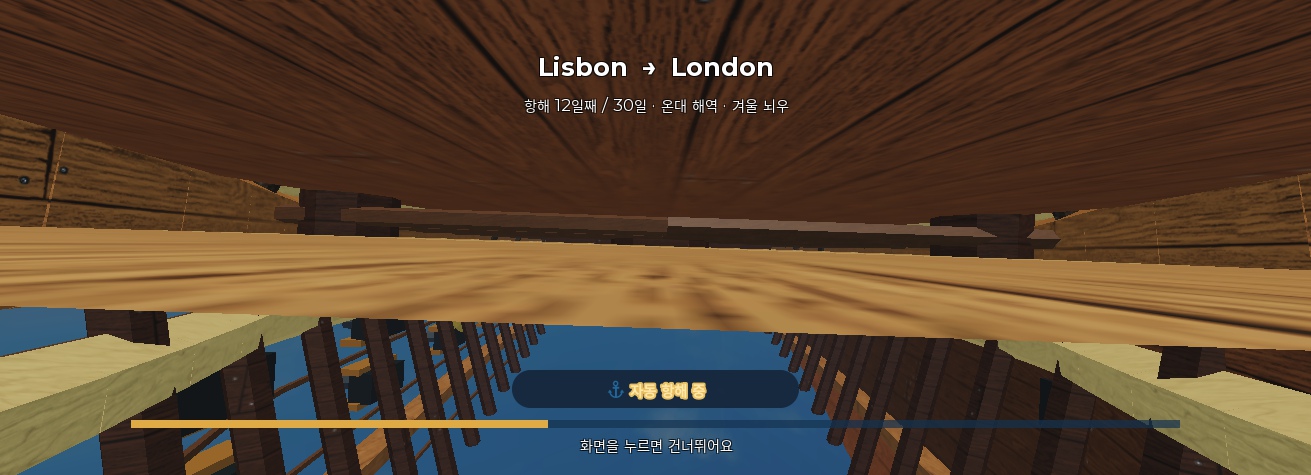 Lisbon → London
항해 12일째 / 30일 · 온대 해역 · 겨울 뇌우
⚓ 자동 항해 중
화면을 누르면 건너뛰어요